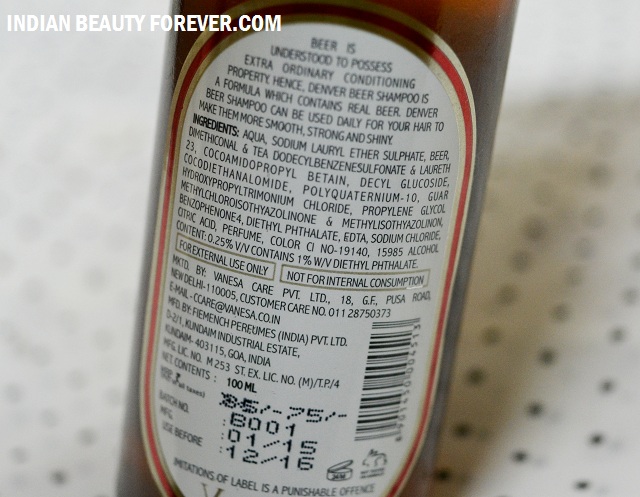 INDIAN BEAUTY FOREVER.COM
BEER IS
UNDERSTOOD TO POSSESS
EXTRA ORDINARY CONDITIONING
PROPERTY. HENCE, DENVER BEER SHAMPOO IS
A FORMULA WHICH CONTAINS REAL BEER. DENVER
BEER SHAMPOO CAN BE USED DAILY FOR YOUR HAIR TO
MAKE THEM MORE SMOOTH, STRONG AND SHINY.
INGREDIENTS: AQUA, SODIUM LAURYL ETHER SULPHATE, BEER,
DIMETHICONAL & TEA DODECYLBENZENESULFONATE & LAURETH
23, COCOAMIDOPROPYL BETAIN, DECYL GLUCOSIDE,
COCODIETHANALOMIDE, POLYQUATERNIUM-10, GUAR
HYDROXYPROPYLTRIMONIUM CHLORIDE, PROPYLENE GLYCOL
METHYLCHLOROISOTHYAZOLINONE & METHYLISOTHYAZOLINON,
BENZOPHENONE4, DIETHYL PHTHALATE, EDTA, SODIUM CHLORIDE,
CITRIC ACID, PERFUME, COLOR CI NO-19140, 15985 ALCOHOL
CONTENT: 0.25% V/V CONTAINS 1% W/V DIETHYL PHTHALATE.
FOR EXTERNAL USE ONLY NOT FOR INTERNAL CONSUMPTION
MKTD. BY: VANESA CARE PVT. LTD., 18, G.F., PUSA ROAD,
NEW DELHI-110005, CUSTOMER CARE NO. 011 28750373
E-MAIL - CCARE@VANESA.CO.IN
MFD. BY: FIEMENCH PERFUMES (INDIA) PVT. LTD.
D-2/1, KUNDAIM INDUSTRIAL ESTATE,
KUNDAIM- 403115, GOA, INDIA
MFG. LIC. NO. M 253 ST. EX. LIC. NO. (M)/T.P./4
NET. CONTENTS : 100 ML
85/-75/-
BATCH NO. : B001
MFG. : 01/15
USE BEFORE : 12/16
IMITATIONS OF LABEL IS A PUNISHABLE OFFENCE